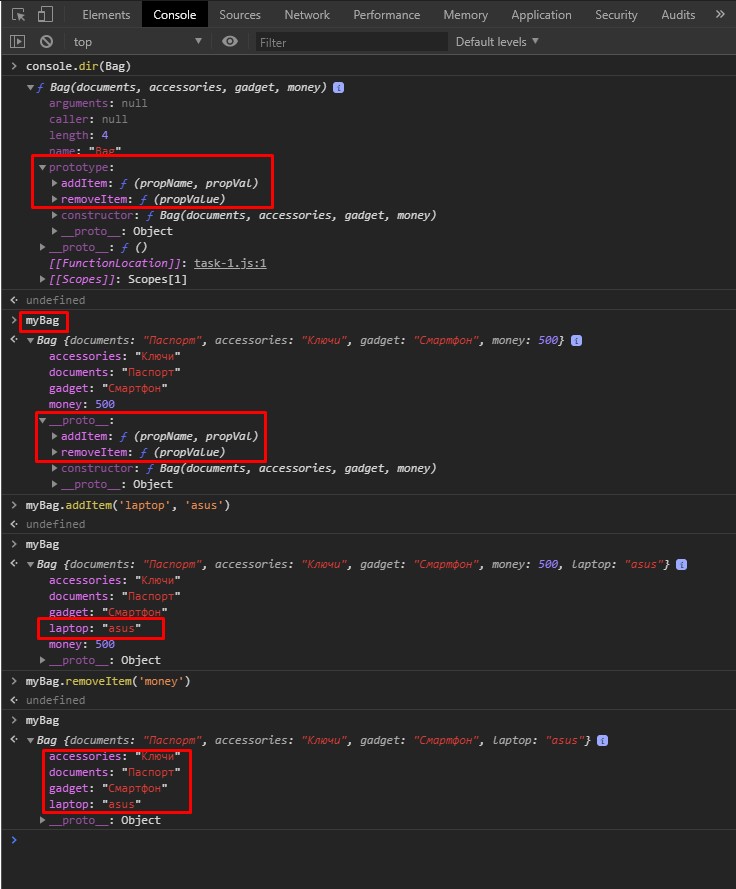 Elements Console Sources Network Performance Memory Application Security Audits »
top Filter Default levels
> console.dir(Bag)
ƒ Bag(documents, accessories, gadget, money) i
arguments: null
caller: null
length: 4
name: "Bag"
prototype:
addItem: ƒ (propName, propVal)
removeItem: ƒ (propValue)
constructor: ƒ Bag(documents, accessories, gadget, money)
__proto__: Object
__proto__: ƒ ()
[[FunctionLocation]]: task-1.js:1
[[Scopes]]: Scopes[1]
undefined
> myBag
Bag {documents: "Паспорт", accessories: "Ключи", gadget: "Смартфон", money: 500} i
accessories: "Ключи"
documents: "Паспорт"
gadget: "Смартфон"
money: 500
__proto__:
addItem: ƒ (propName, propVal)
removeItem: ƒ (propValue)
constructor: ƒ Bag(documents, accessories, gadget, money)
__proto__: Object
> myBag.addItem('laptop', 'asus')
undefined
> myBag
Bag {documents: "Паспорт", accessories: "Ключи", gadget: "Смартфон", money: 500, laptop: "asus"} i
accessories: "Ключи"
documents: "Паспорт"
gadget: "Смартфон"
laptop: "asus"
money: 500
__proto__: Object
> myBag.removeItem('money')
undefined
> myBag
Bag {documents: "Паспорт", accessories: "Ключи", gadget: "Смартфон", laptop: "asus"} i
accessories: "Ключи"
documents: "Паспорт"
gadget: "Смартфон"
laptop: "asus"
__proto__: Object
>